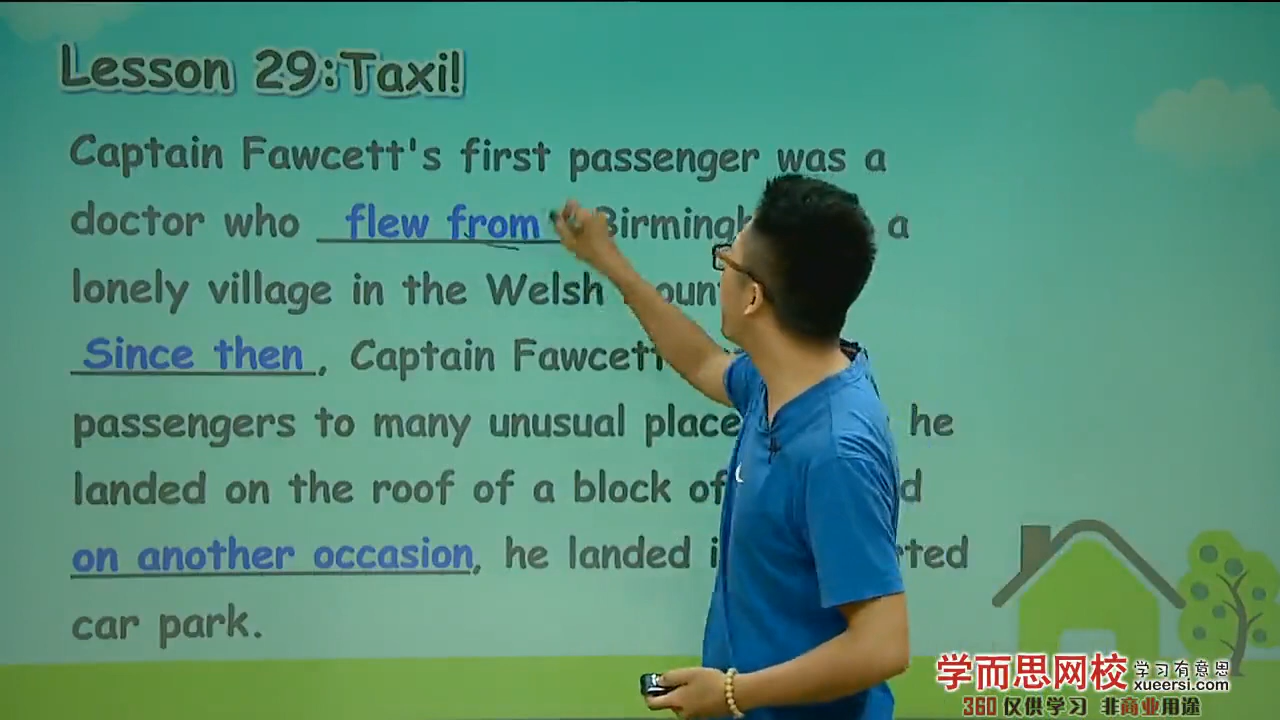 Lesson 29:Taxi!
Captain Fawcett's first passenger was a
doctor who flew from Birmingh a
lonely village in the Welsh
Since then, Captain Fawcett
passengers to many unusual place he
landed on the roof of a block of
on another occasion, he landed
car park.
学而思网校 学习有意思
xueersi.com
360 仅供学习 非商业用途